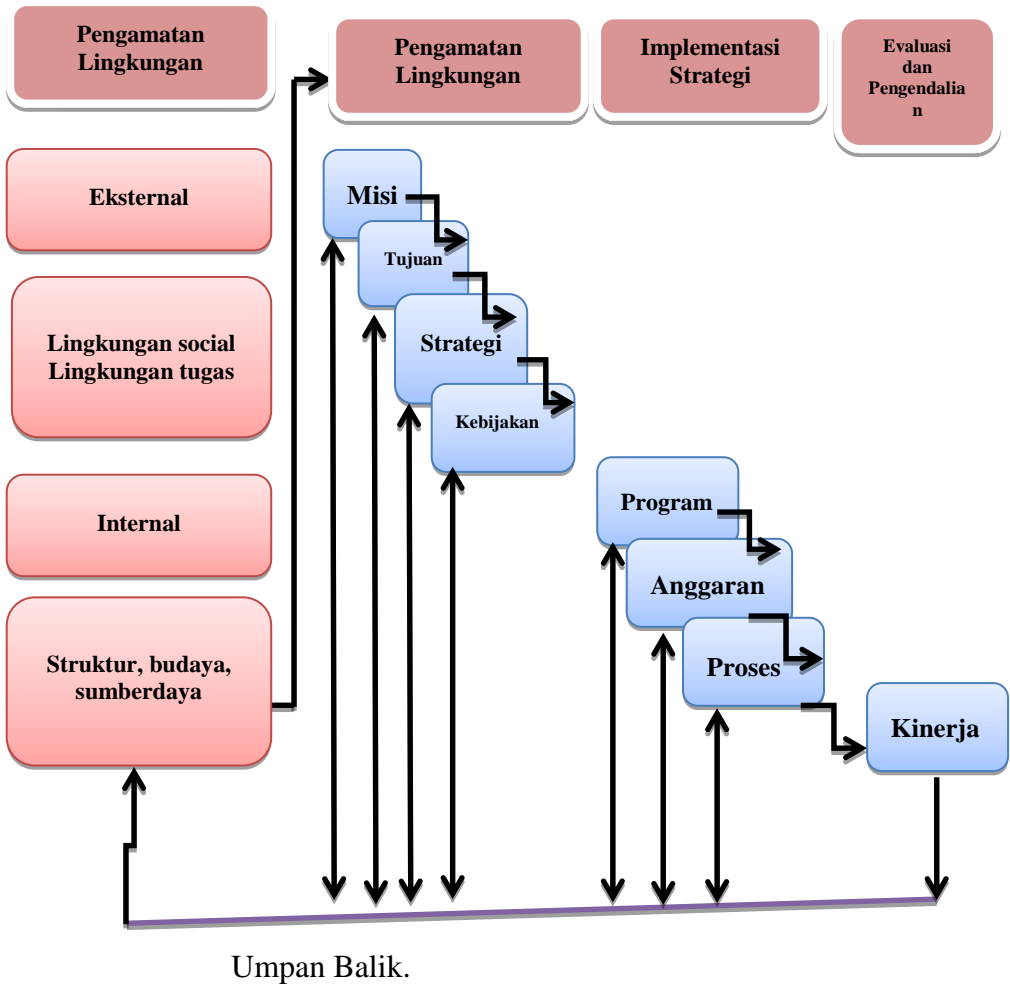 Pengamatan
Lingkungan
Pengamatan
Lingkungan
Implementasi
Strategi
Evaluasi
dan
Pengendalia
n
Eksternal
Lingkungan social
Lingkungan tugas
Internal
Struktur, budaya,
sumberdaya
Misi
Tujuan
Strategi
Kebijakan
Program
Anggaran
Proses
Kinerja
Umpan Balik.